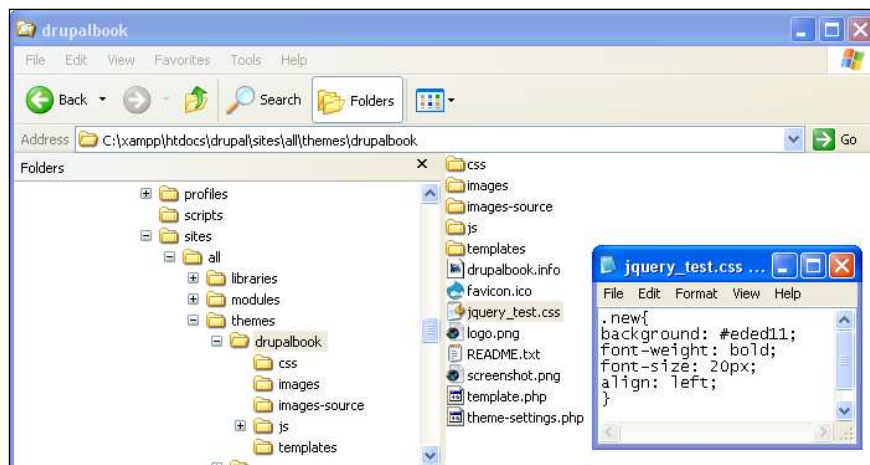 drupalbook
File Edit View Favorites Tools Help
Back Search Folders
Address C:\xampp\htdocs\drupal\sites\all\themes\drupalbook Go
Folders
profiles
scripts
sites
all
libraries
modules
themes
drupalbook
css
images
images-source
js
templates
css
images
images-source
js
templates
drupalbook.info
favicon.ico
jquery_test.css
logo.png
README.txt
screenshot.png
template.php
theme-settings.php
jquery_test.css ...
File Edit Format View Help
.new{
background: #eded11;
font-weight: bold;
font-size: 20px;
align: left;
}